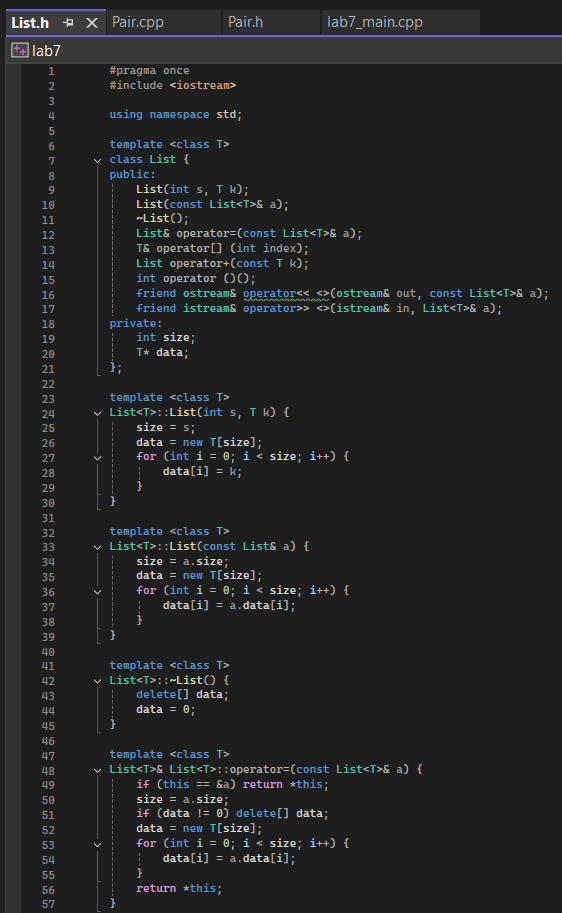 List.h Pair.cpp Pair.h lab7_main.cpp
lab7
1 #pragma once
2 #include <iostream>
3
4 using namespace std;
5
6 template <class T>
7 class List {
8 public:
9 List(int s, T k);
10 List(const List<T>& a);
11 ~List();
12 List& operator=(const List<T>& a);
13 T& operator[] (int index);
14 List operator+(const T k);
15 int operator ()();
16 friend ostream& operator<< <>(ostream& out, const List<T>& a);
17 friend istream& operator>> <>(istream& in, List<T>& a);
18 private:
19 int size;
20 T* data;
21 };
22
23 template <class T>
24 List<T>::List(int s, T k) {
25 size = s;
26 data = new T[size];
27 for (int i = 0; i < size; i++) {
28 data[i] = k;
29 }
30 }
31
32 template <class T>
33 List<T>::List(const List& a) {
34 size = a.size;
35 data = new T[size];
36 for (int i = 0; i < size; i++) {
37 data[i] = a.data[i];
38 }
39 }
40
41 template <class T>
42 List<T>::~List() {
43 delete[] data;
44 data = 0;
45 }
46
47 template <class T>
48 List<T>& List<T>::operator=(const List<T>& a) {
49 if (this == &a) return *this;
50 size = a.size;
51 if (data != 0) delete[] data;
52 data = new T[size];
53 for (int i = 0; i < size; i++) {
54 data[i] = a.data[i];
55 }
56 return *this;
57 }